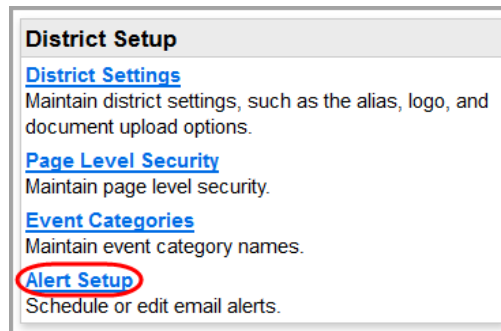 District Setup
District Settings
Maintain district settings, such as the alias, logo, and
document upload options.
Page Level Security
Maintain page level security.
Event Categories
Maintain event category names.
Alert Setup
Schedule or edit email alerts.